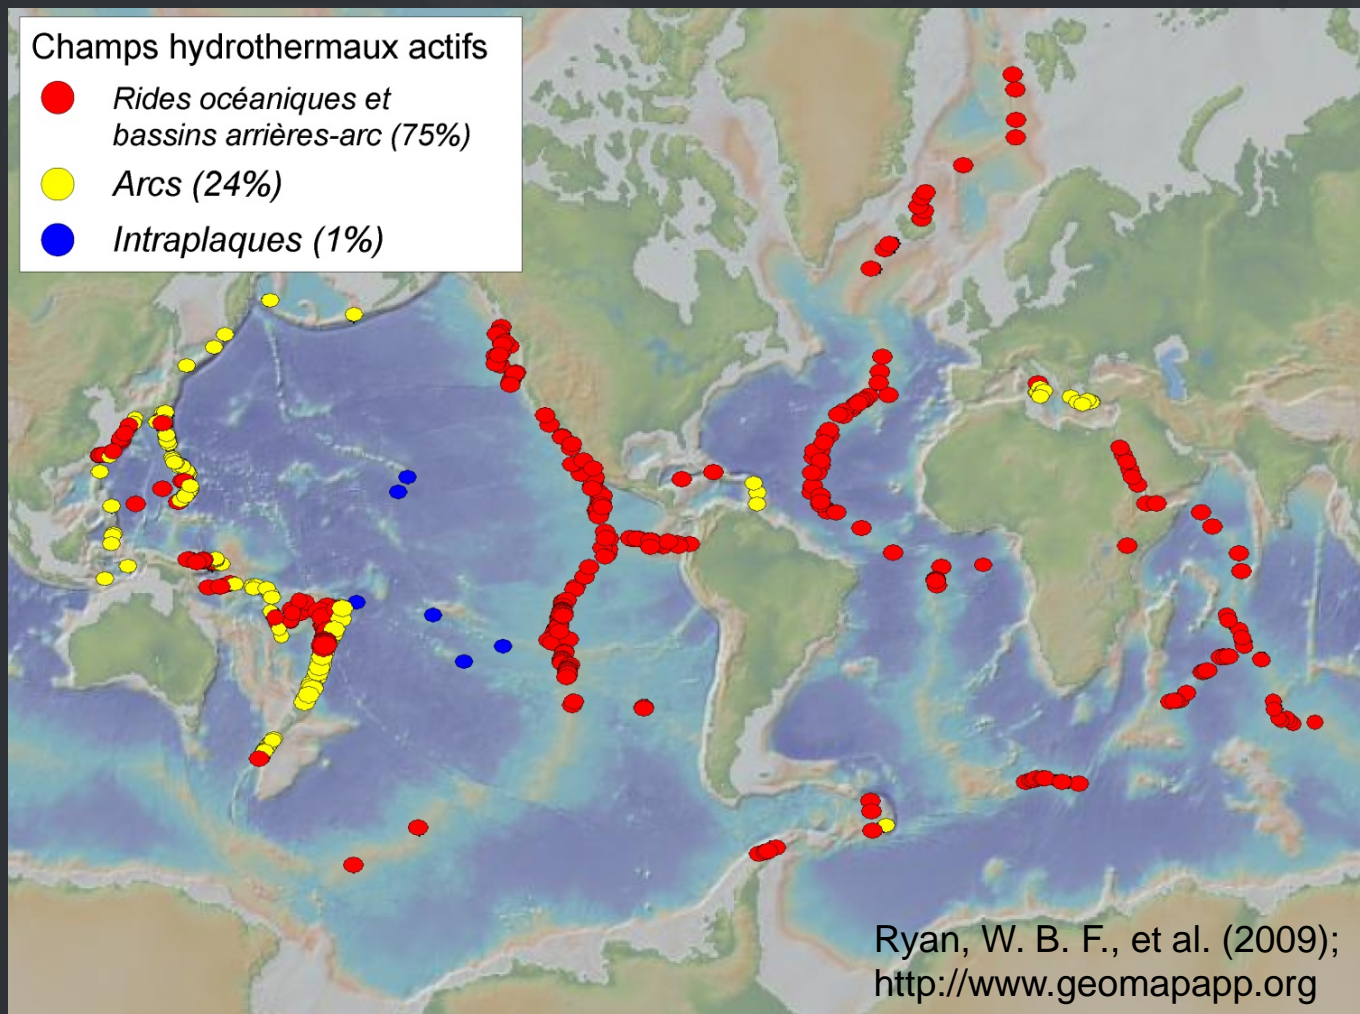 Champs hydrothermaux actifs
Rides océaniques et
bassins arrières-arc (75%)
Arcs (24%)
Intraplaques (1%)
Ryan, W. B. F., et al. (2009);
http://www.geomapapp.org